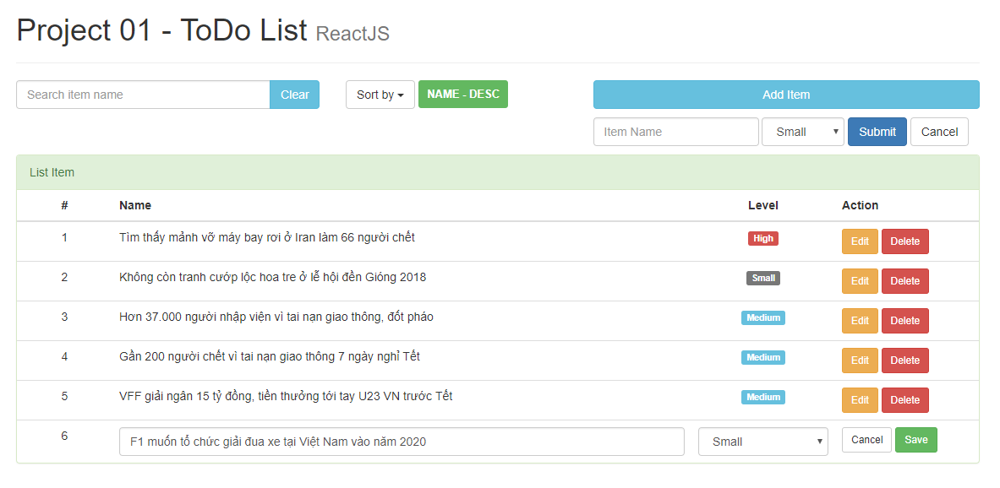 Project 01 - ToDo List ReactJS
Search item name Clear Sort by NAME - DESC Add Item
Item Name Small Submit Cancel
List Item
# Name Level Action
1 Tìm thấy mảnh vỡ máy bay rơi ở Iran làm 66 người chết High Edit Delete
2 Không còn tranh cướp lộc hoa tre ở lễ hội đền Gióng 2018 Small Edit Delete
3 Hơn 37.000 người nhập viện vì tai nạn giao thông, đốt pháo Medium Edit Delete
4 Gần 200 người chết vì tai nạn giao thông 7 ngày nghỉ Tết Medium Edit Delete
5 VFF giải ngân 15 tỷ đồng, tiền thưởng tới tay U23 VN trước Tết Medium Edit Delete
6 F1 muốn tổ chức giải đua xe tại Việt Nam vào năm 2020 Small Cancel Save